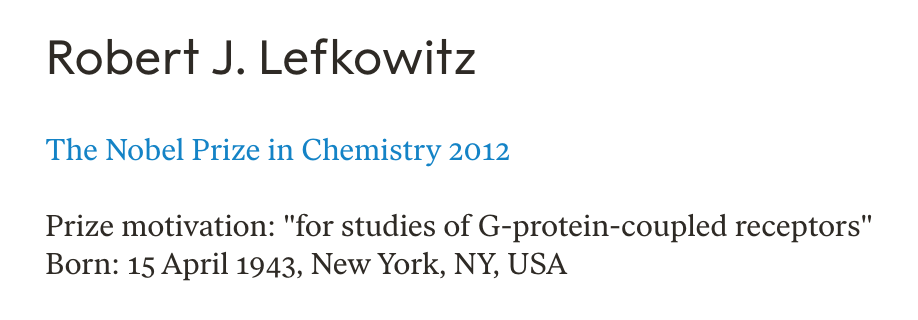 Robert J. Lefkowitz
The Nobel Prize in Chemistry 2012
Prize motivation: "for studies of G-protein-coupled receptors"
Born: 15 April 1943, New York, NY, USA